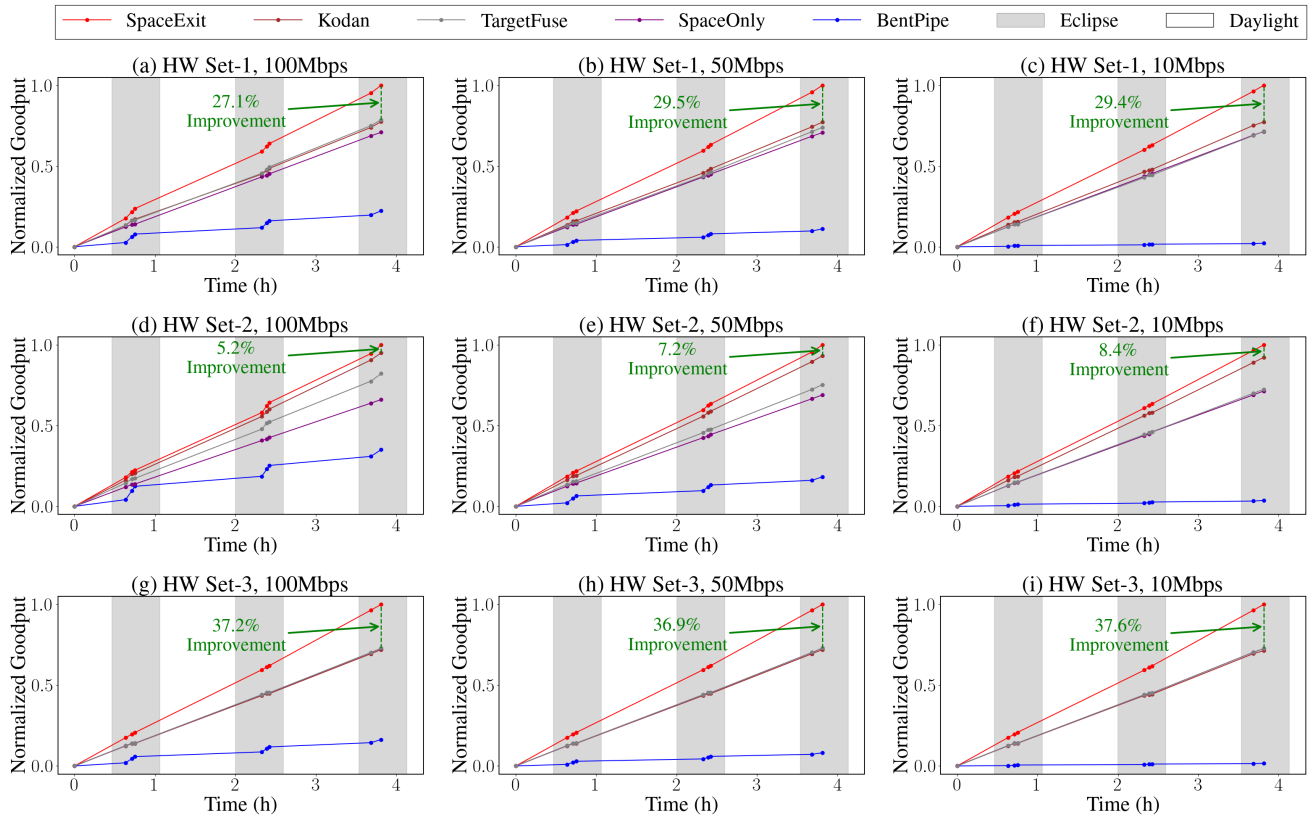 SpaceExit Kodan TargetFuse SpaceOnly BentPipe Eclipse Daylight
(a) HW Set-1, 100Mbps
1.0
0.5
0.0
Normalized Goodput
27.1%
Improvement
0 1 2 3 4
Time (h)
(b) HW Set-1, 50Mbps
1.0
0.5
0.0
Normalized Goodput
29.5%
Improvement
0 1 2 3 4
Time (h)
(c) HW Set-1, 10Mbps
1.0
0.5
0.0
Normalized Goodput
29.4%
Improvement
0 1 2 3 4
Time (h)
(d) HW Set-2, 100Mbps
1.0
0.5
0.0
Normalized Goodput
5.2%
Improvement
0 1 2 3 4
Time (h)
(e) HW Set-2, 50Mbps
1.0
0.5
0.0
Normalized Goodput
7.2%
Improvement
0 1 2 3 4
Time (h)
(f) HW Set-2, 10Mbps
1.0
0.5
0.0
Normalized Goodput
8.4%
Improvement
0 1 2 3 4
Time (h)
(g) HW Set-3, 100Mbps
1.0
0.5
0.0
Normalized Goodput
37.2%
Improvement
0 1 2 3 4
Time (h)
(h) HW Set-3, 50Mbps
1.0
0.5
0.0
Normalized Goodput
36.9%
Improvement
0 1 2 3 4
Time (h)
(i) HW Set-3, 10Mbps
1.0
0.5
0.0
Normalized Goodput
37.6%
Improvement
0 1 2 3 4
Time (h)